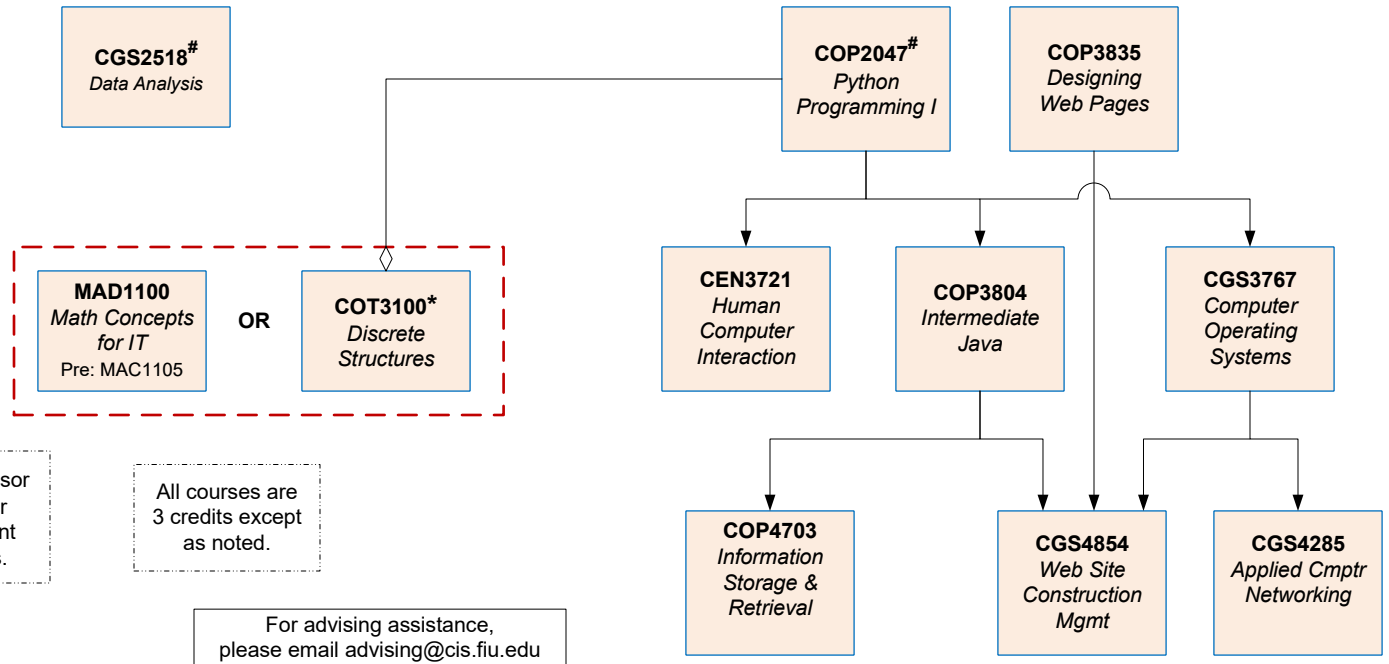 CGS2518#
Data Analysis
COP2047#
Python
Programming I
COP3835
Designing
Web Pages
MAD1100
Math Concepts
for IT
Pre: MAC1105
OR
COT3100*
Discrete
Structures
CEN3721
Human
Computer
Interaction
COP3804
Intermediate
Java
CGS3767
Computer
Operating
Systems
All courses are
3 credits except
as noted.
COP4703
Information
Storage &
Retrieval
CGS4854
Web Site
Construction
Mgmt
CGS4285
Applied Cmptr
Networking
For advising assistance,
please email advising@cis.fiu.edu